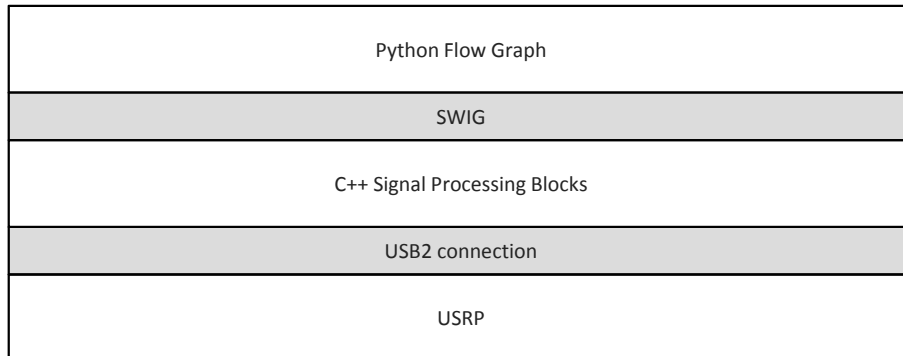 Python Flow Graph
SWIG
C++ Signal Processing Blocks
USB2 connection
USRP